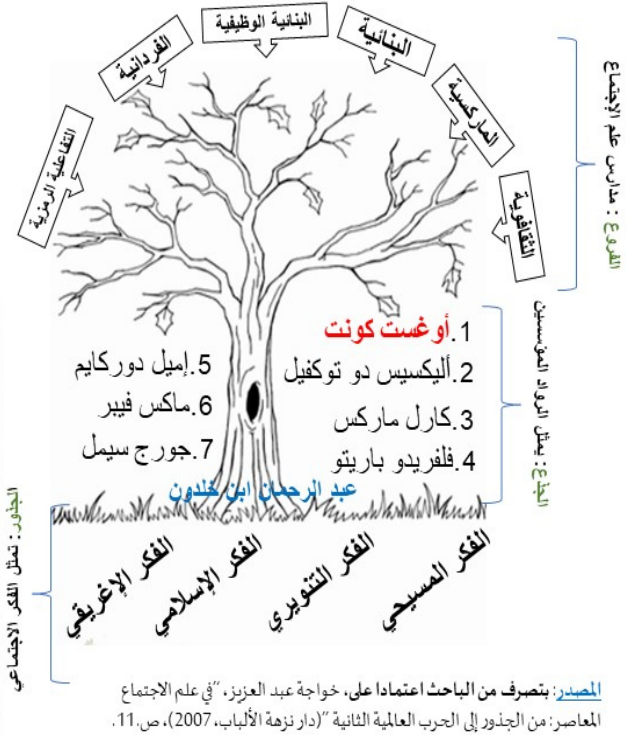 البنائية الوظيفية
الفردانية
البنائية
الماركسية
التفاعلية الرمزية
الثقافوية
الفروع : مدارس علم الإجتماع
1.أوغست كونت
2.أليكسيس دو توكفيل
3.كارل ماركس
4.فلفريدو باريتو
5.إميل دوركايم
6.ماكس فيبر
7.جورج سيمل
عبد الرحمان ابن خلدون
الجذع: يمثل الرواد المؤسسين
الفكر المسيحي
الفكر التنويري
الفكر الإسلامي
الفكر الإغريقي
الجذور: تمثل الفكر الاجتماعي
المصدر: بتصرف من الباحث اعتمادا على، خواجة عبد العزيز، "في علم الاجتماع
المعاصر: من الجذور إلى الحرب العالمية الثانية "(دار نزهة الألباب، 2007)، ص.11.